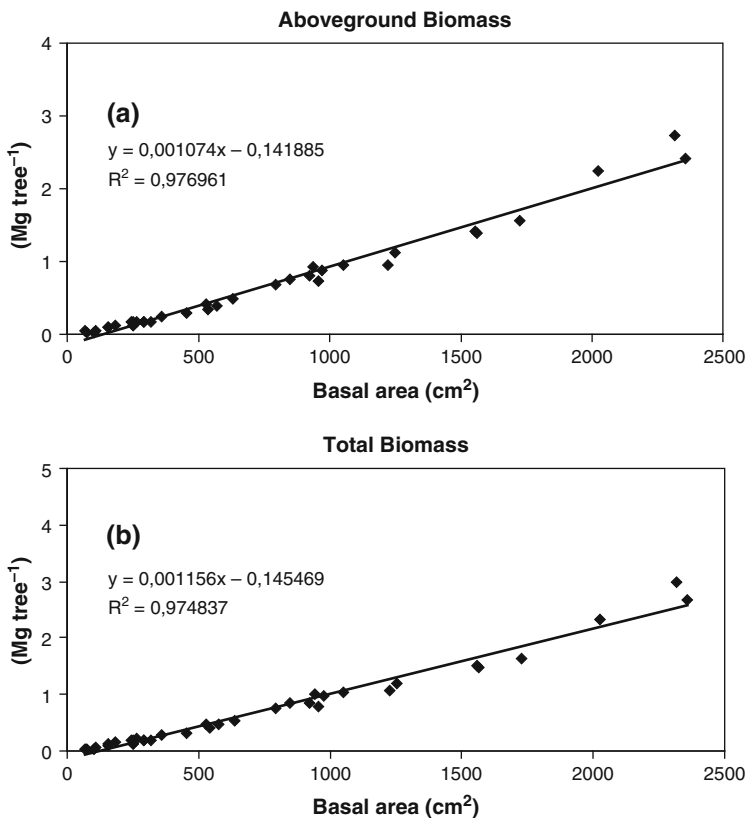 Aboveground Biomass
4
3
2
1
0
(Mg tree⁻¹)
(a)
y = 0,001074x – 0,141885
R² = 0,976961
0 500 1000 1500 2000 2500
Basal area (cm²)
Total Biomass
5
4
3
2
1
0
(Mg tree⁻¹)
(b)
y = 0,001156x – 0,145469
R² = 0,974837
0 500 1000 1500 2000 2500
Basal area (cm²)